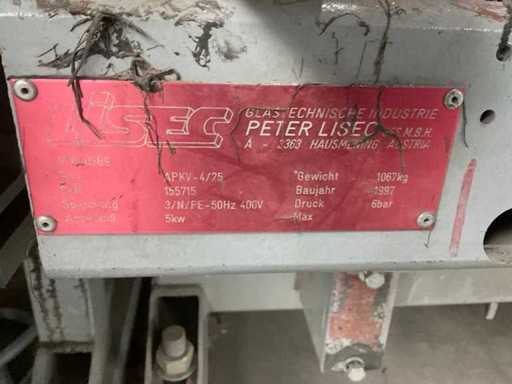 LISEC
GLASTECHNISCHE INDUSTRIE
PETER LISEC GES.M.B.H.
A - 3363 HAUSMENING AUSTRIA
APKV-4/25 Gewicht 1067kg
155715 Baujahr 1997
3/N/PE-50Hz 400V Druck 6bar
5kw Max